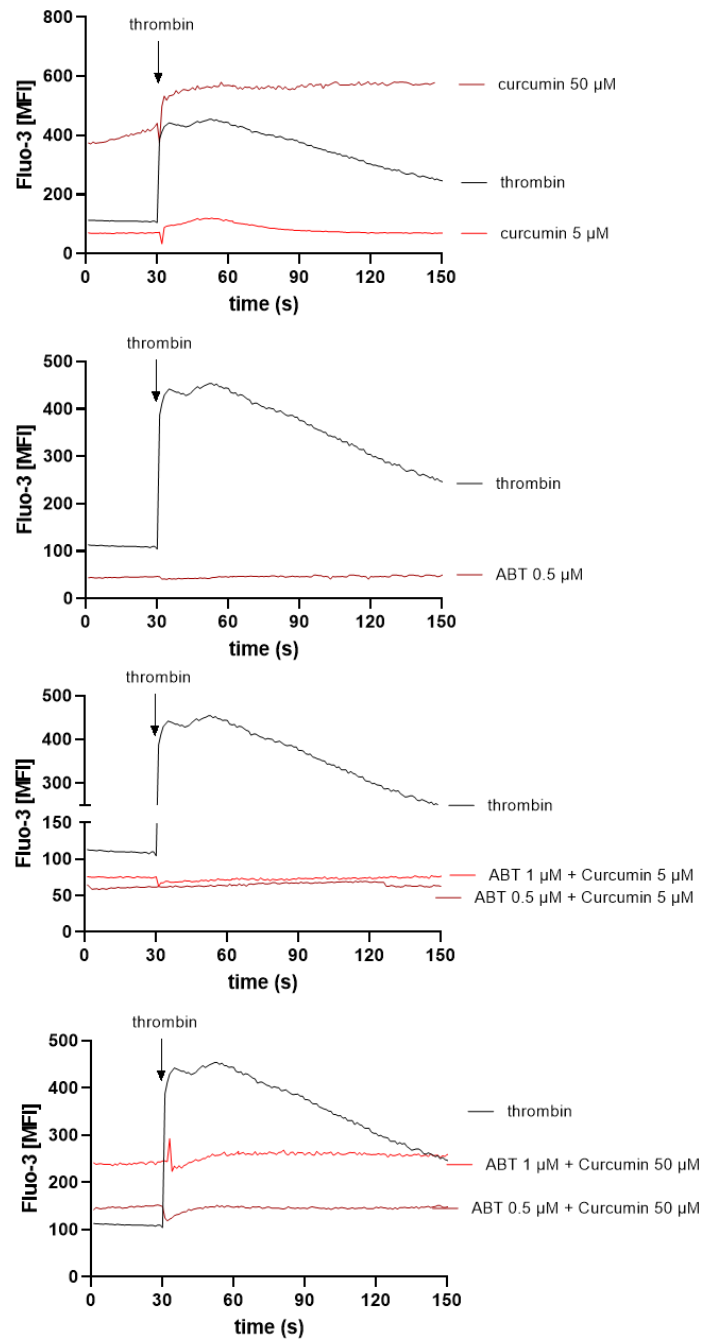 thrombin
800
600
400
200
0
Fluo-3 [MFI]
curcumin 50 μM
thrombin
curcumin 5 μM
0 30 60 90 120 150
time (s)
thrombin
500
400
300
200
100
0
Fluo-3 [MFI]
thrombin
ABT 0.5 μM
0 30 60 90 120 150
time (s)
thrombin
500
400
300
150
100
50
0
Fluo-3 [MFI]
thrombin
ABT 1 μM + Curcumin 5 μM
ABT 0.5 μM + Curcumin 5 μM
0 30 60 90 120 150
time (s)
thrombin
500
400
300
200
100
0
Fluo-3 [MFI]
thrombin
ABT 1 μM + Curcumin 50 μM
ABT 0.5 μM + Curcumin 50 μM
0 30 60 90 120 150
time (s)